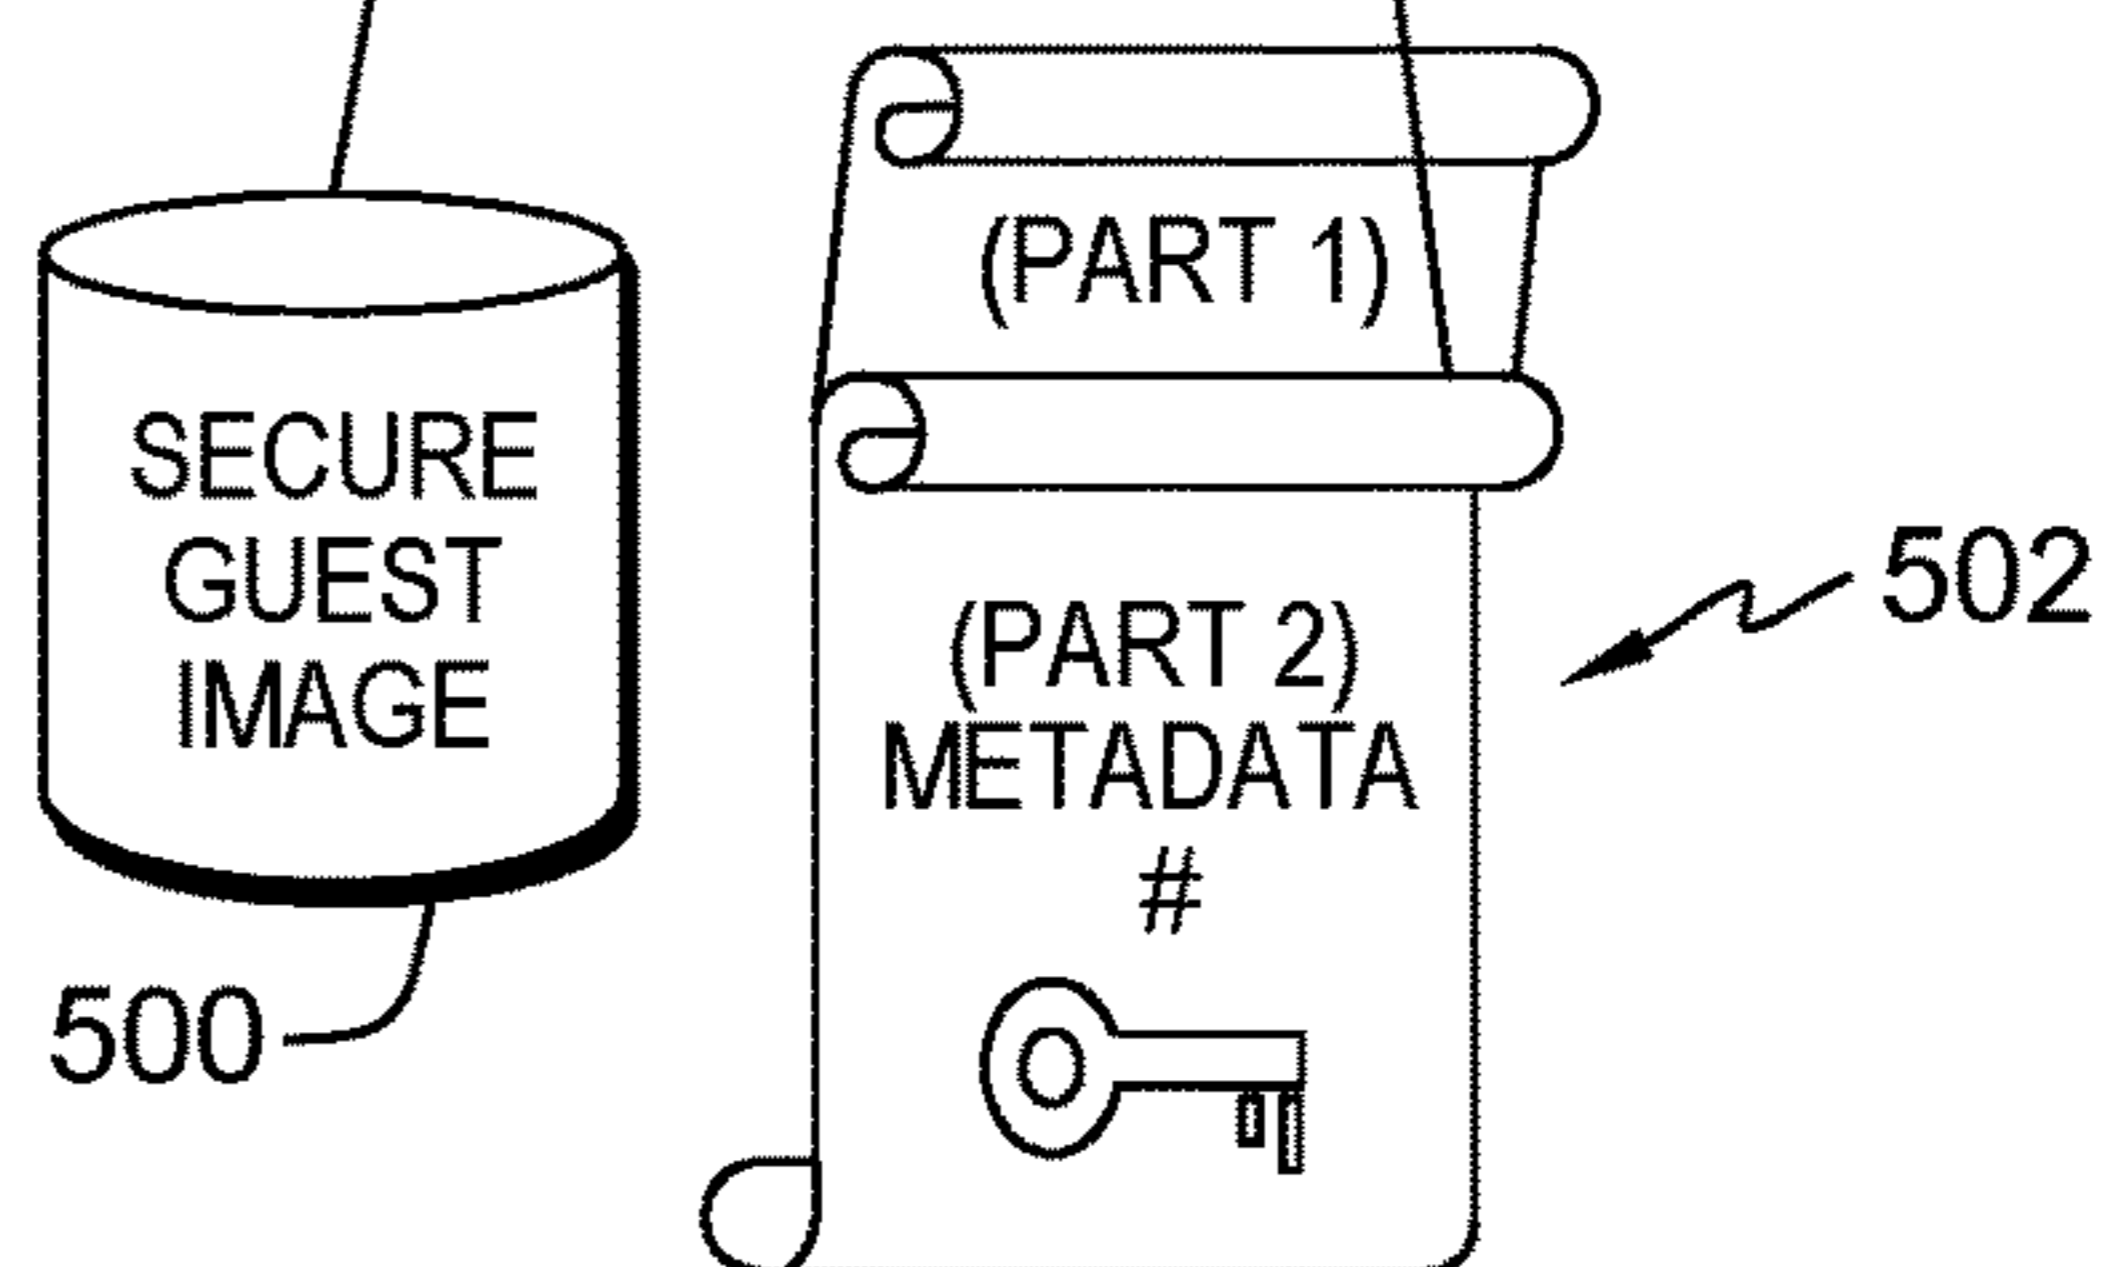 SECURE
GUEST
IMAGE
500
(PART 1)
(PART 2)
METADATA
#
502